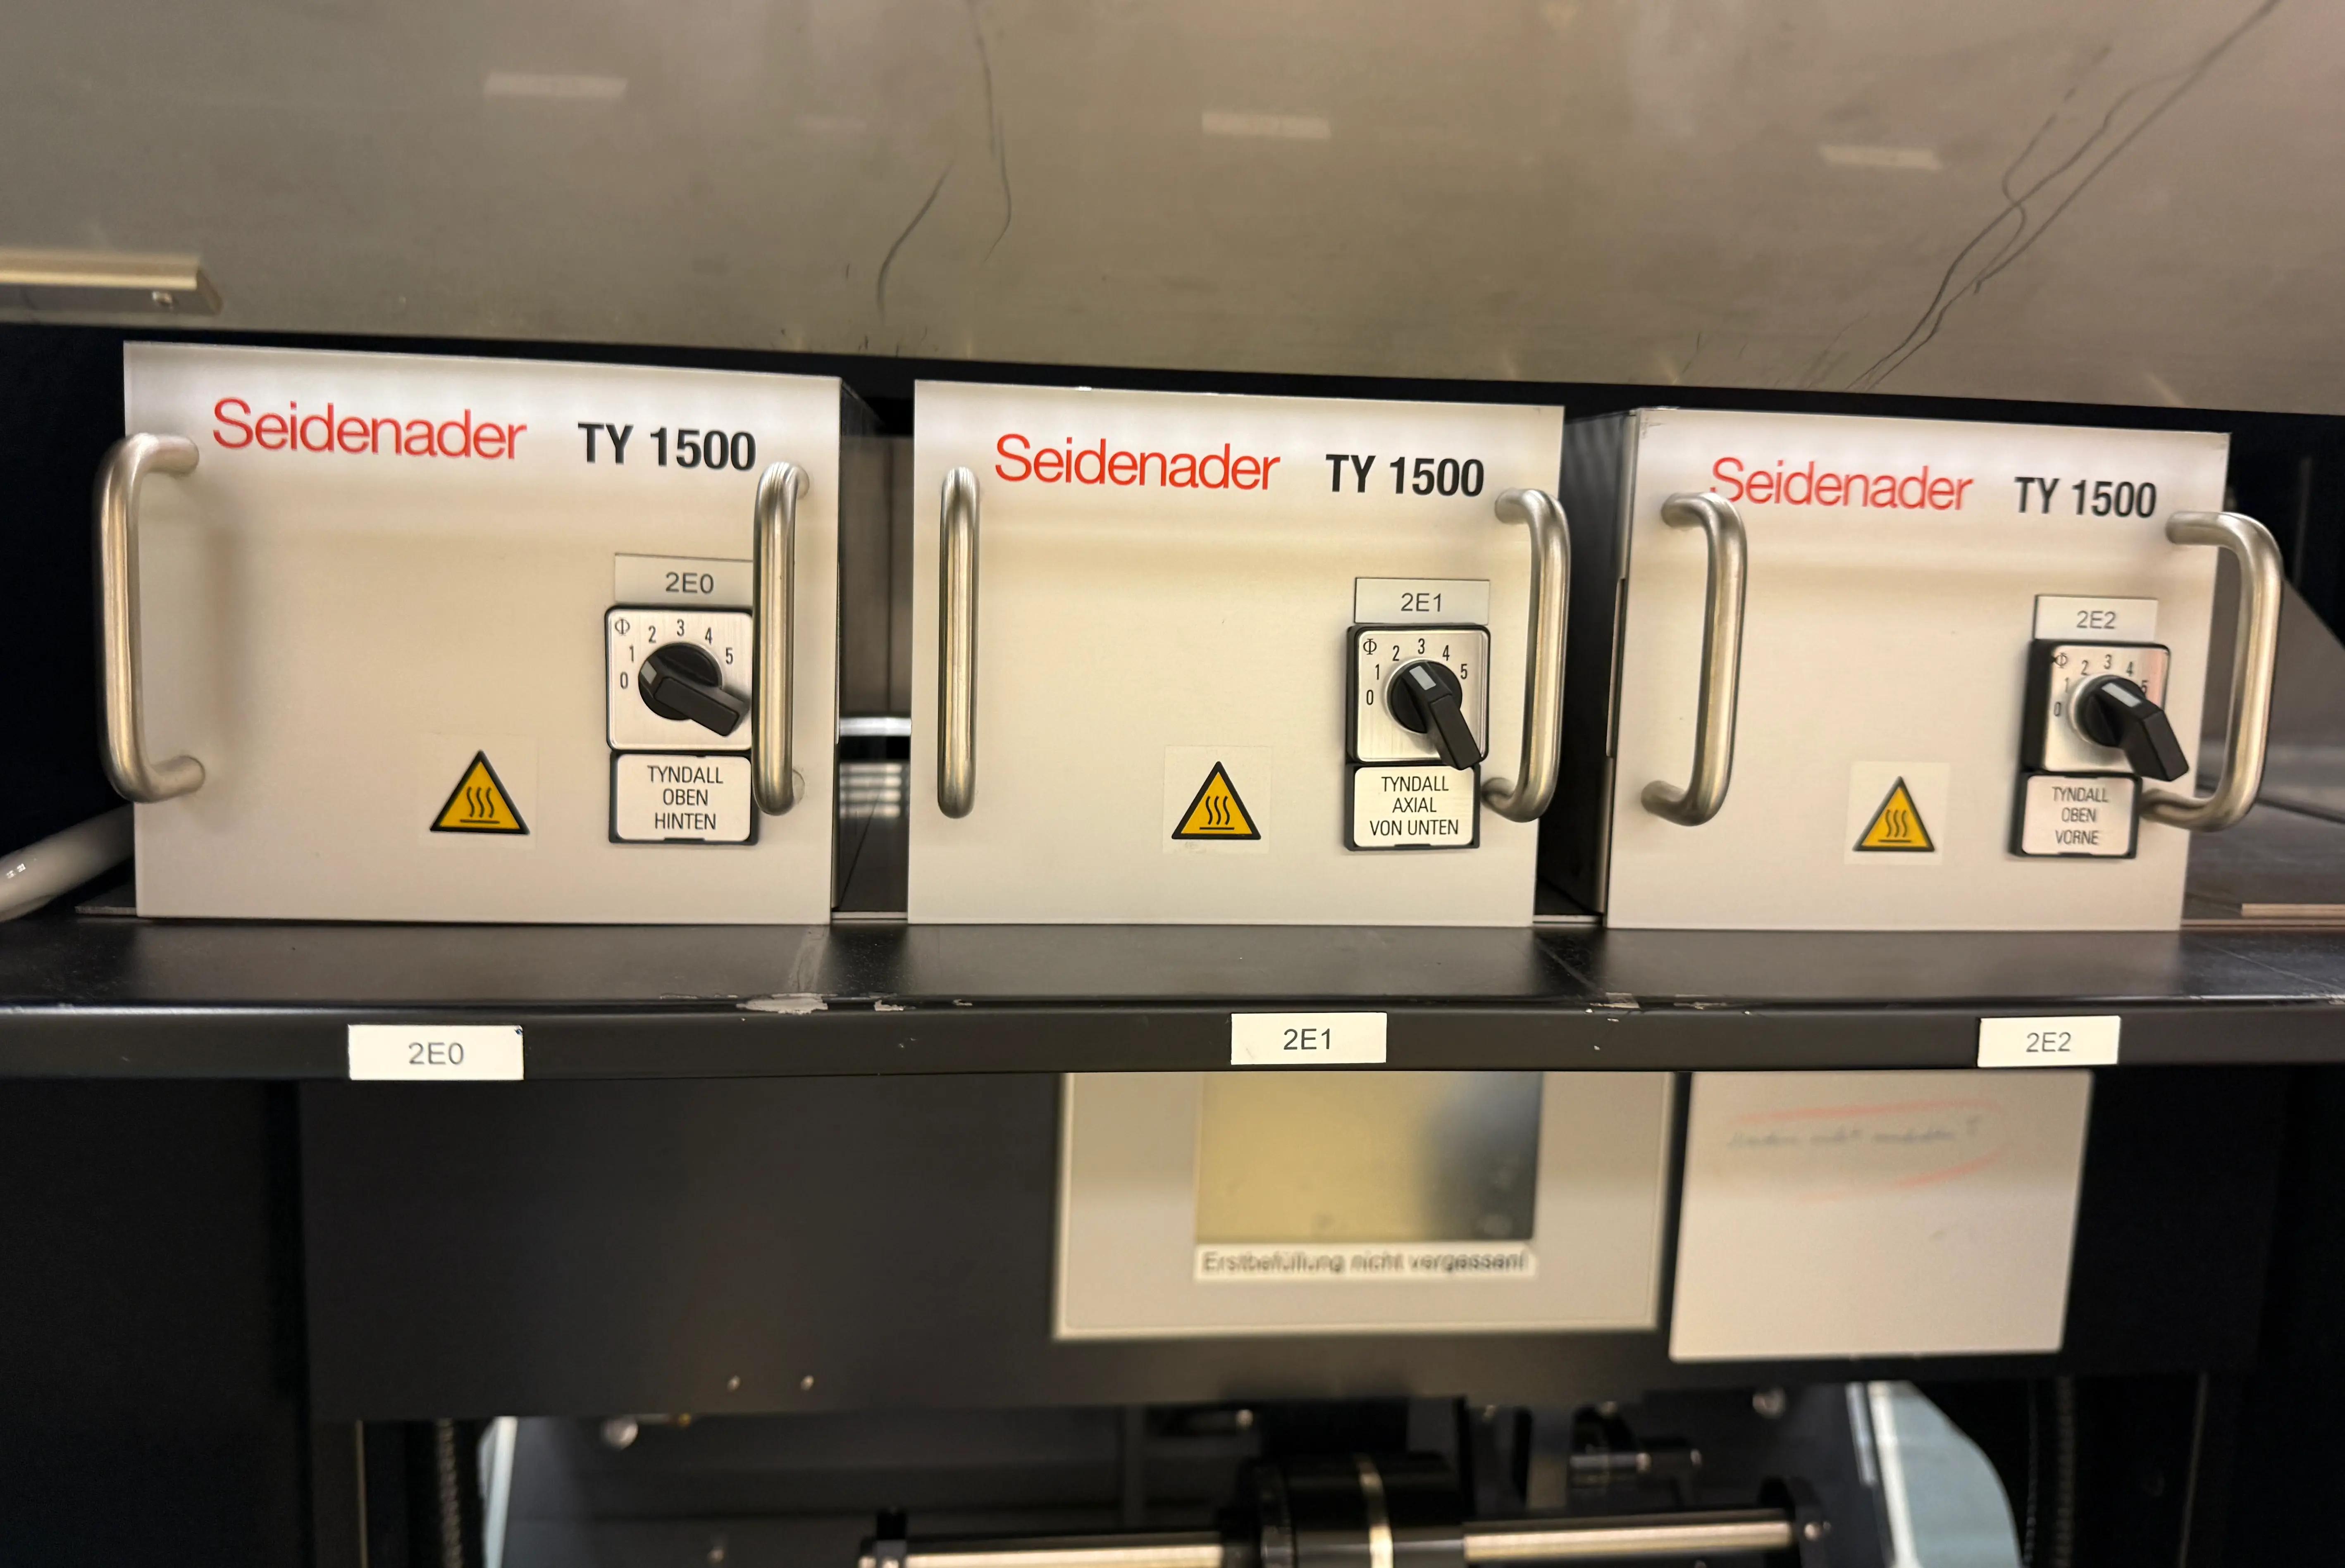 Seidenader TY 1500
2E0
Φ 0 1 2 3 4 5
TYNDALL
OBEN
HINTEN
Seidenader TY 1500
2E1
Φ 0 1 2 3 4 5
TYNDALL
AXIAL
VON UNTEN
Seidenader TY 1500
2E2
Φ 0 1 2 3 4 5
TYNDALL
OBEN
VORNE
2E0
2E1
2E2
Erstbefüllung nicht vergessen!